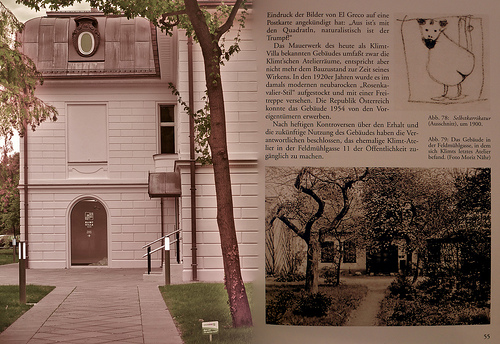 Eindruck der Bilder von El Greco auf eine
Postkarte angekündigt hat: „Aus ist's mit
den Quadratln, naturalistisch ist der
Trumpf!“
Das Mauerwerk des heute als Klimt-
Villa bekannten Gebäudes umfaßt zwar die
Klimt'schen Atelierräume, entspricht aber
nicht mehr dem Bauzustand zur Zeit seines
Wirkens. In den 1920er Jahren wurde es im
damals modernen neubarocken „Rosenka-
valier-Stil“ aufgestockt und mit einer Frei-
treppe versehen. Die Republik Österreich
konnte das Gebäude 1954 von den Vor-
eigentümern erwerben.
Nach heftigen Kontroversen über den Erhalt und
die zukünftige Nutzung des Gebäudes haben die Ver-
antwortlichen beschlossen, das ehemalige Klimt-Ate-
lier in der Feldmühlgasse 11 der Öffentlichkeit zu-
gänglich zu machen.
Abb. 78: Selbstkarikatur
(Ausschnitt), um 1900.
Abb. 79: Das Gebäude in
der Feldmühlgasse, in dem
sich Klimts letztes Atelier
befand. (Foto Moriz Nähr)
55